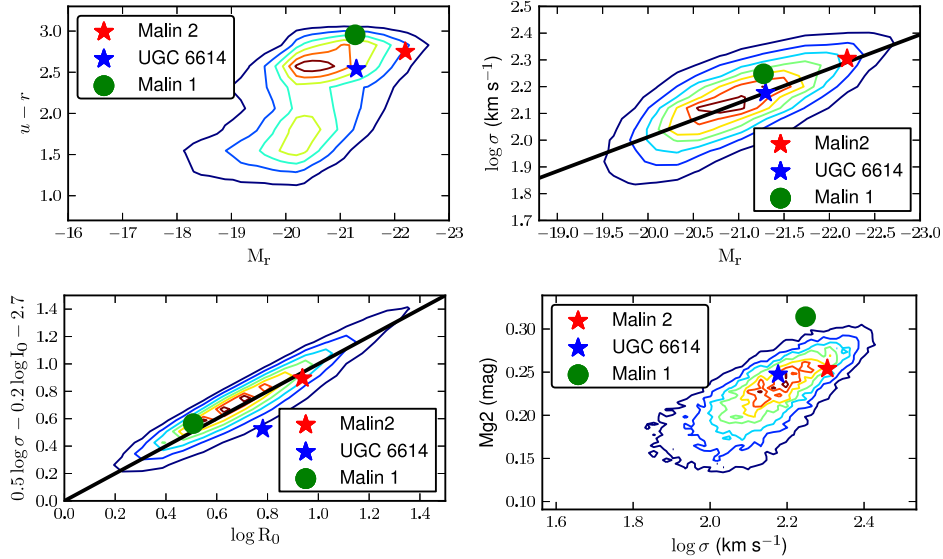 3.0
2.5
2.0
1.5
1.0
u − r
Malin 2
UGC 6614
Malin 1
−16 −17 −18 −19 −20 −21 −22 −23
M_r
2.5
2.4
2.3
2.2
2.1
2.0
1.9
1.8
1.7
log σ (km s⁻¹)
Malin2
UGC 6614
Malin 1
−19.0 −19.5 −20.0 −20.5 −21.0 −21.5 −22.0 −22.5 −23.0
M_r
1.4
1.2
1.0
0.8
0.6
0.4
0.2
0.0
0.5 log σ − 0.2 log I₀ − 2.7
Malin2
UGC 6614
Malin 1
0.0 0.2 0.4 0.6 0.8 1.0 1.2 1.4
log R₀
0.30
0.25
0.20
0.15
0.10
Mg2 (mag)
Malin 2
UGC 6614
Malin 1
1.6 1.8 2.0 2.2 2.4
log σ (km s⁻¹)